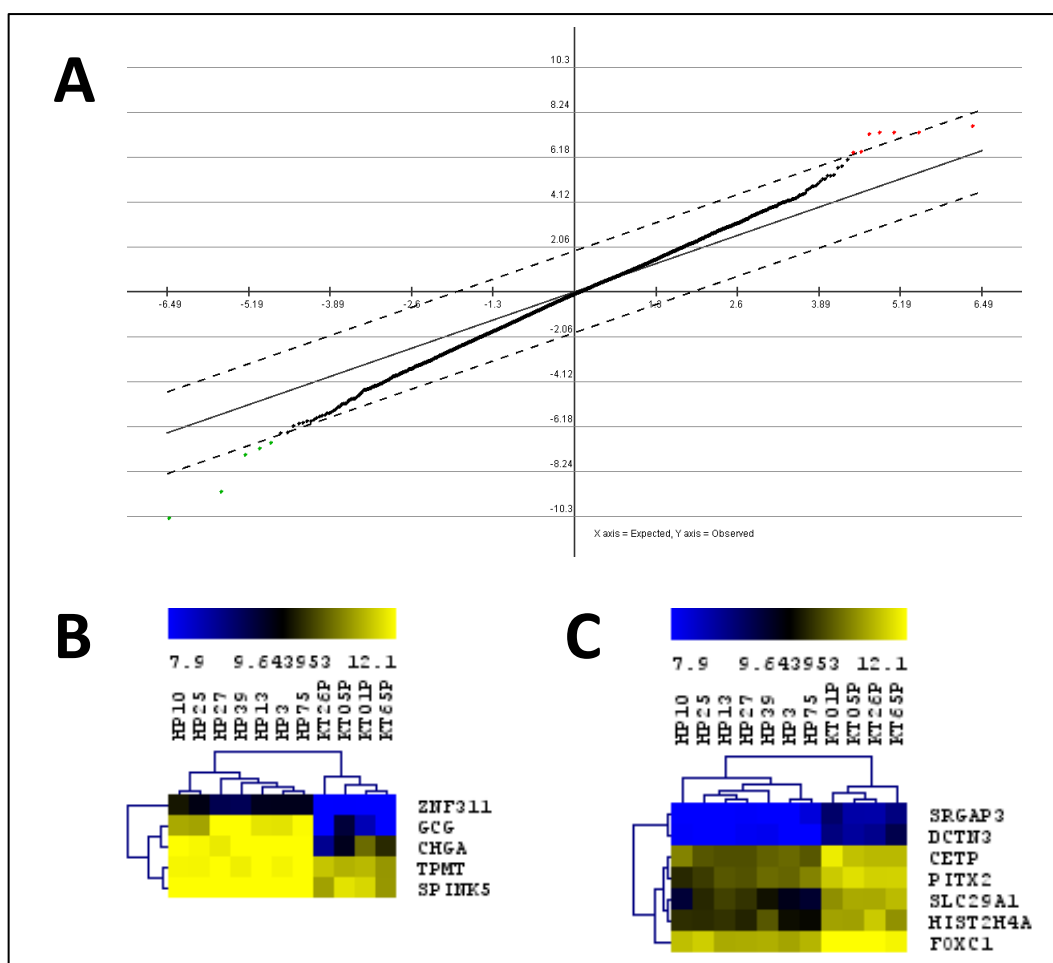 A
10.3
8.24
6.18
4.12
2.06
-6.49 -5.19 -3.89 -2.6 -1.3 1.3 2.6 3.89 5.19 6.49
-2.06
-4.12
-6.18
-8.24
-10.3
X axis = Expected, Y axis = Observed
B
7.9 9.643953 12.1
HP10 HP25 HP27 HP39 HP13 HP3 HP75 KT26P KT05P KT01P KT65P
ZNF311
GCG
CHGA
TPMT
SPINK5
C
7.9 9.643953 12.1
HP10 HP25 HP13 HP27 HP39 HP3 HP75 KT01P KT05P KT26P KT65P
SRGAP3
DCTN3
CETP
PITX2
SLC29A1
HIST2H4A
FOXC1